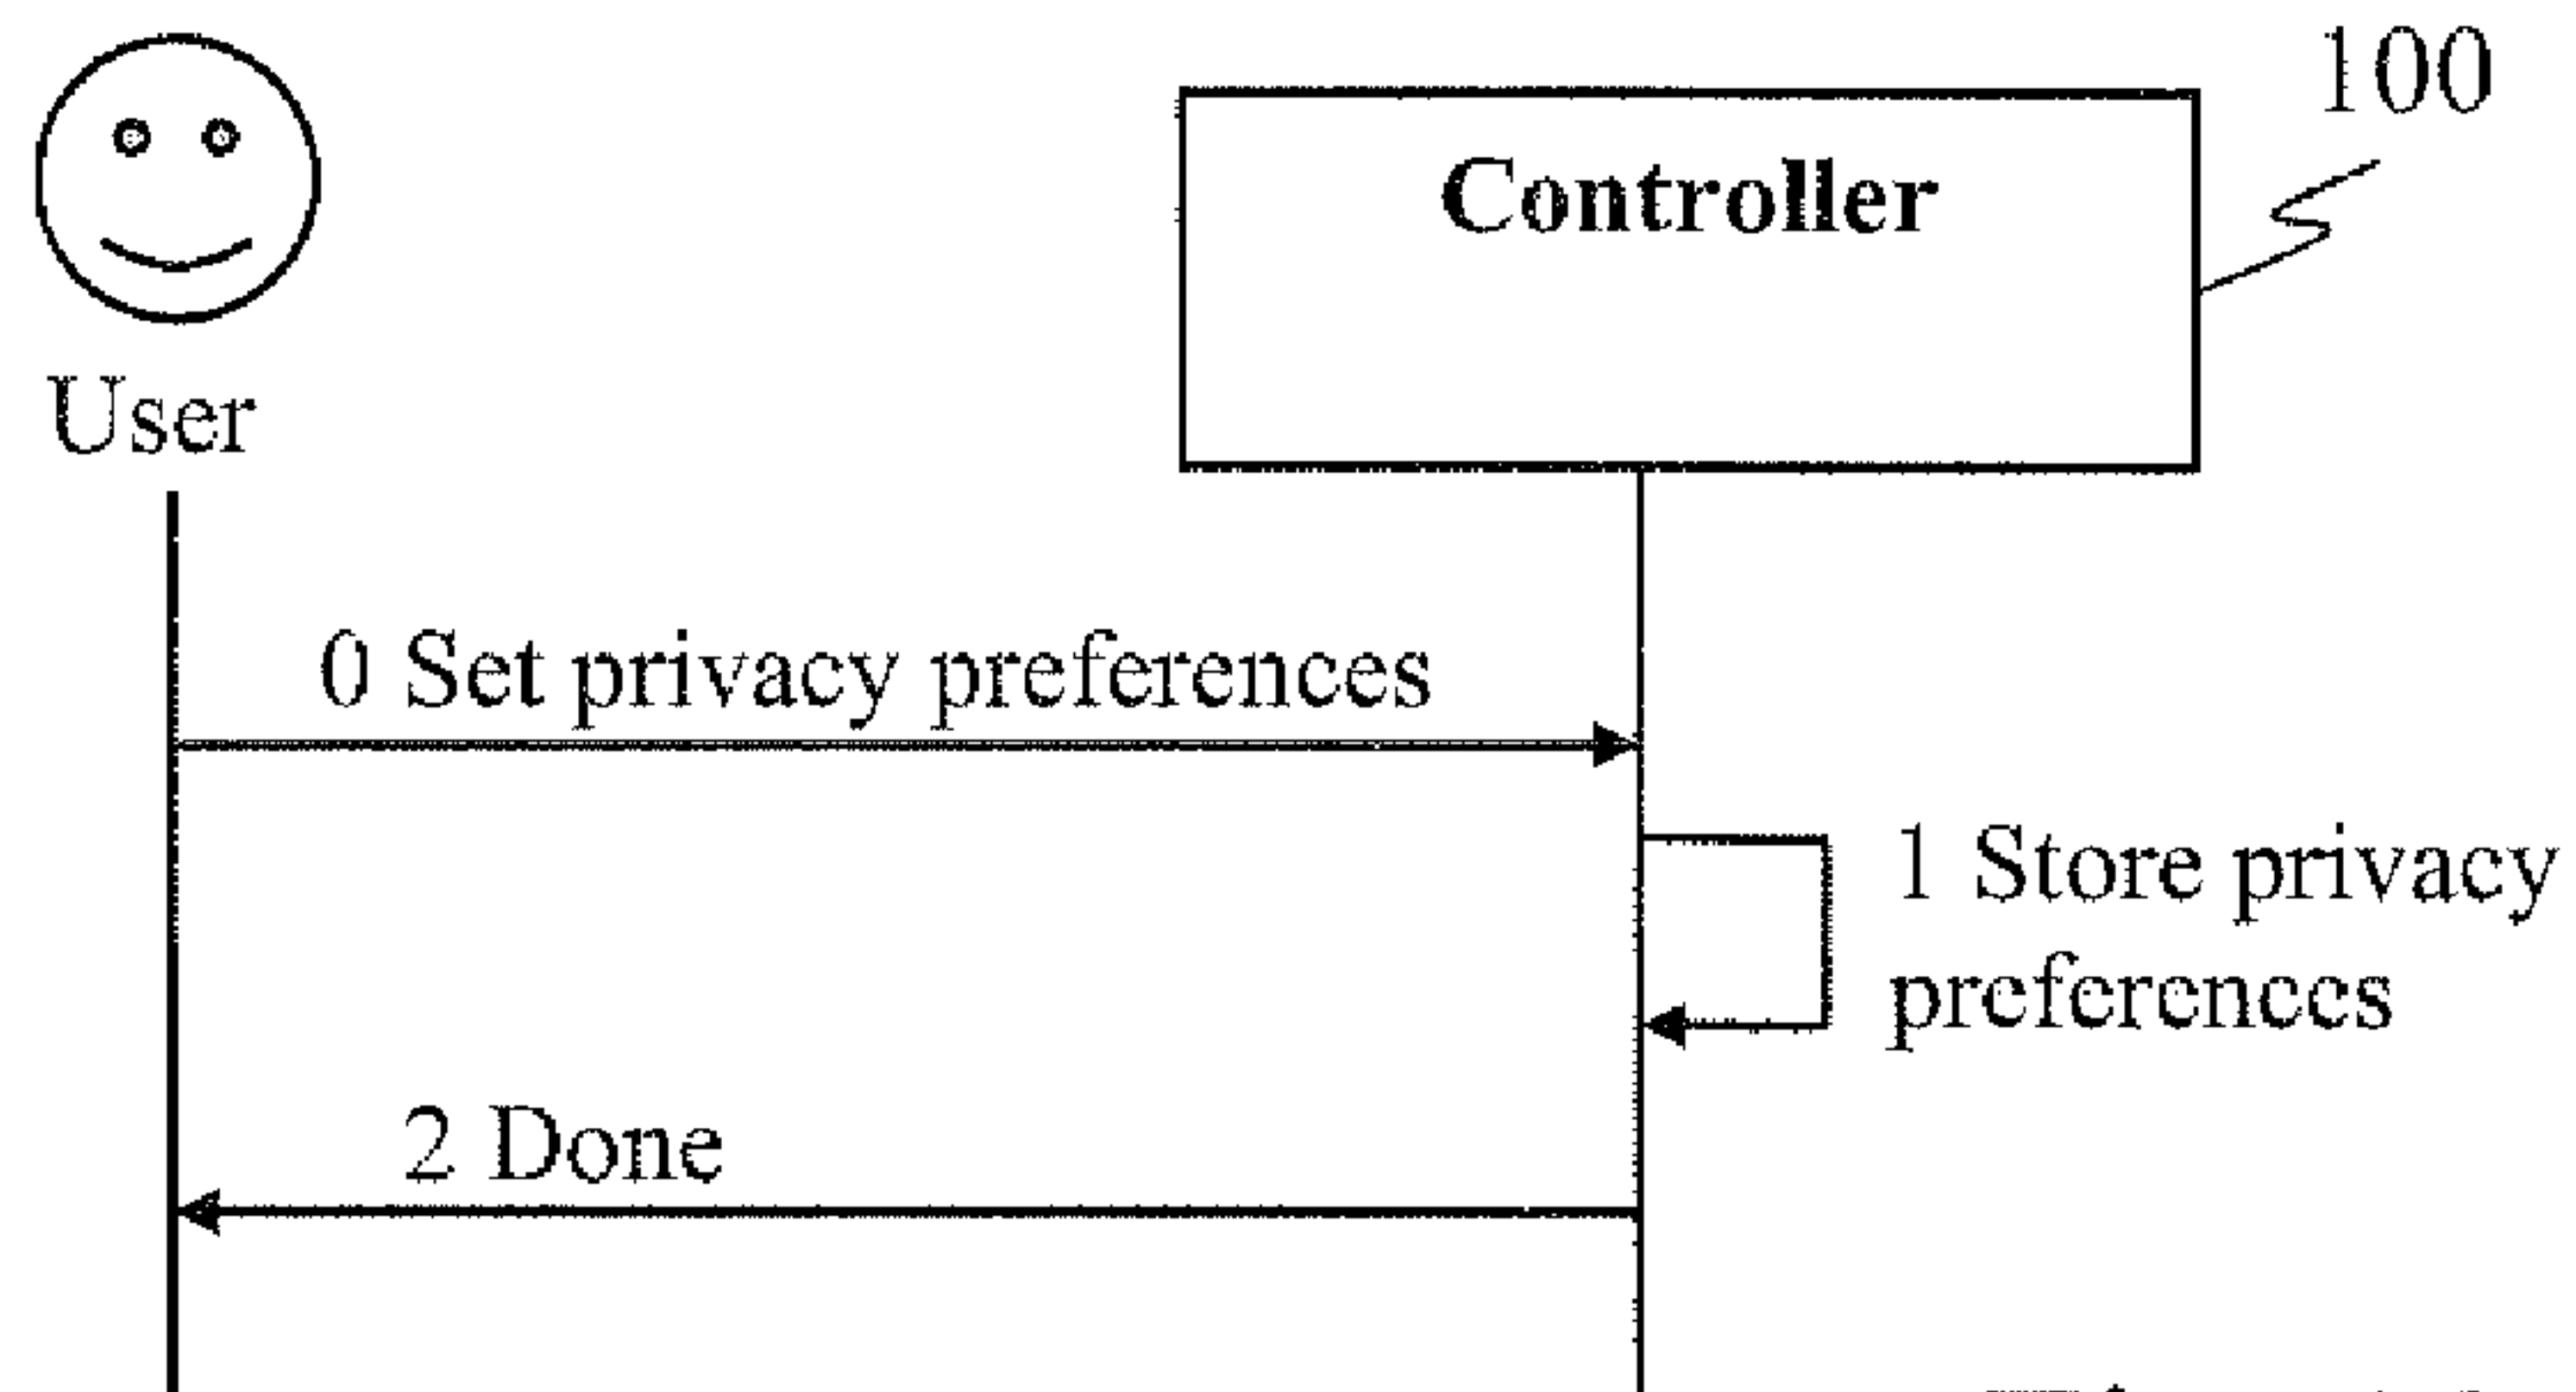 100
Controller
User
0 Set privacy preferences
1 Store privacy
preferences
2 Done